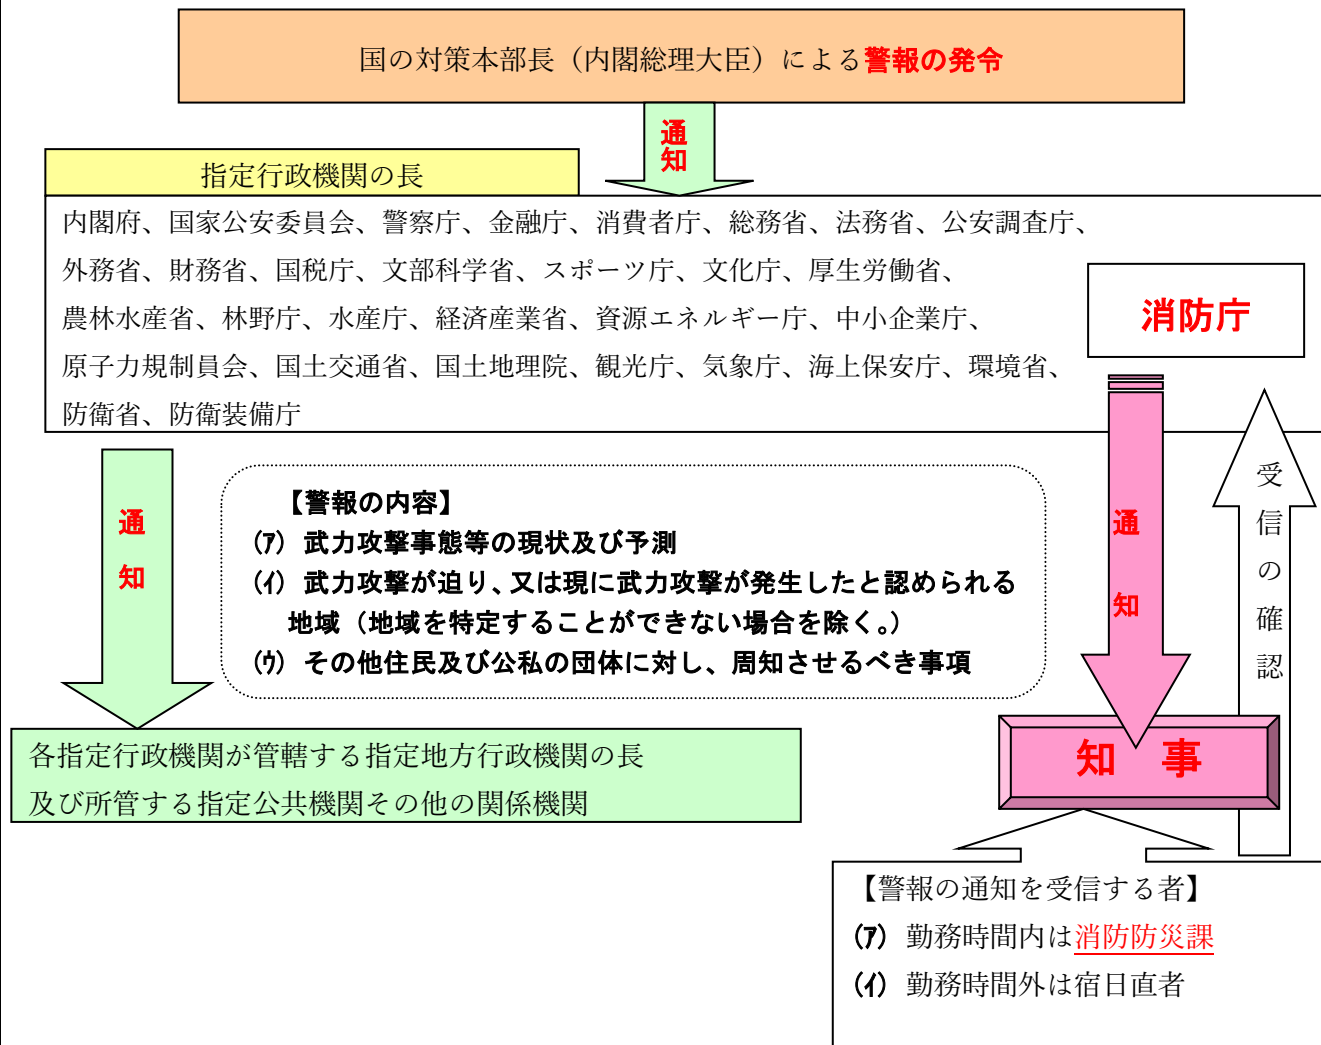 国の対策本部長（内閣総理大臣）による警報の発令
通知
指定行政機関の長
内閣府、国家公安委員会、警察庁、金融庁、消費者庁、総務省、法務省、公安調査庁、
外務省、財務省、国税庁、文部科学省、スポーツ庁、文化庁、厚生労働省、
農林水産省、林野庁、水産庁、経済産業省、資源エネルギー庁、中小企業庁、
原子力規制員会、国土交通省、国土地理院、観光庁、気象庁、海上保安庁、環境省、
防衛省、防衛装備庁
消防庁
通知
【警報の内容】
(ｱ) 武力攻撃事態等の現状及び予測
(ｲ) 武力攻撃が迫り、又は現に武力攻撃が発生したと認められる
地域（地域を特定することができない場合を除く。）
(ｳ) その他住民及び公私の団体に対し、周知させるべき事項
通知
受信の確認
各指定行政機関が管轄する指定地方行政機関の長
及び所管する指定公共機関その他の関係機関
知　事
【警報の通知を受信する者】
(ｱ) 勤務時間内は消防防災課
(ｲ) 勤務時間外は宿日直者